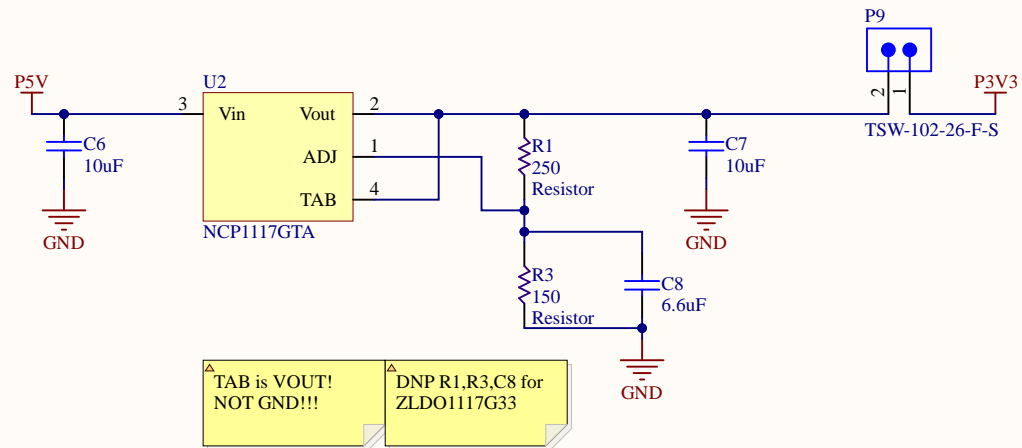 P9
P5V
P3V3
U2
3
Vin
Vout
2
2
1
TSW-102-26-F-S
C6
10uF
ADJ
1
R1
250
Resistor
C7
10uF
TAB
4
GND
NCP1117GTA
GND
R3
150
Resistor
C8
6.6uF
GND
TAB is VOUT!
NOT GND!!!
DNP R1,R3,C8 for
ZLDO1117G33